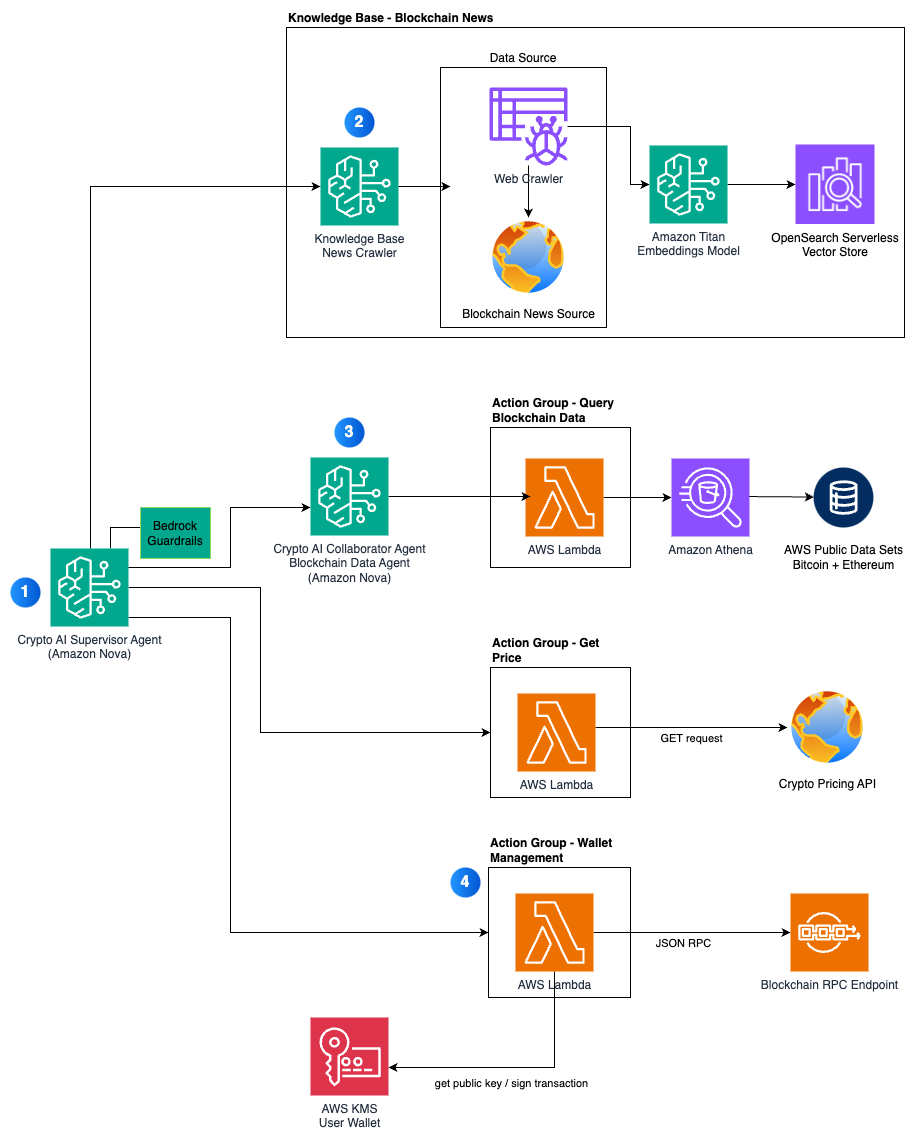 Knowledge Base - Blockchain News
Data Source
2
Web Crawler
Knowledge Base
News Crawler
Amazon Titan
Embeddings Model
OpenSearch Serverless
Vector Store
Blockchain News Source
Action Group - Query
Blockchain Data
3
Bedrock
Guardrails
Crypto AI Collaborator Agent
Blockchain Data Agent
(Amazon Nova)
AWS Lambda
Amazon Athena
AWS Public Data Sets
Bitcoin + Ethereum
1
Crypto AI Supervisor Agent
(Amazon Nova)
Action Group - Get
Price
GET request
AWS Lambda
Crypto Pricing API
Action Group - Wallet
Management
4
JSON RPC
AWS Lambda
Blockchain RPC Endpoint
get public key / sign transaction
AWS KMS
User Wallet